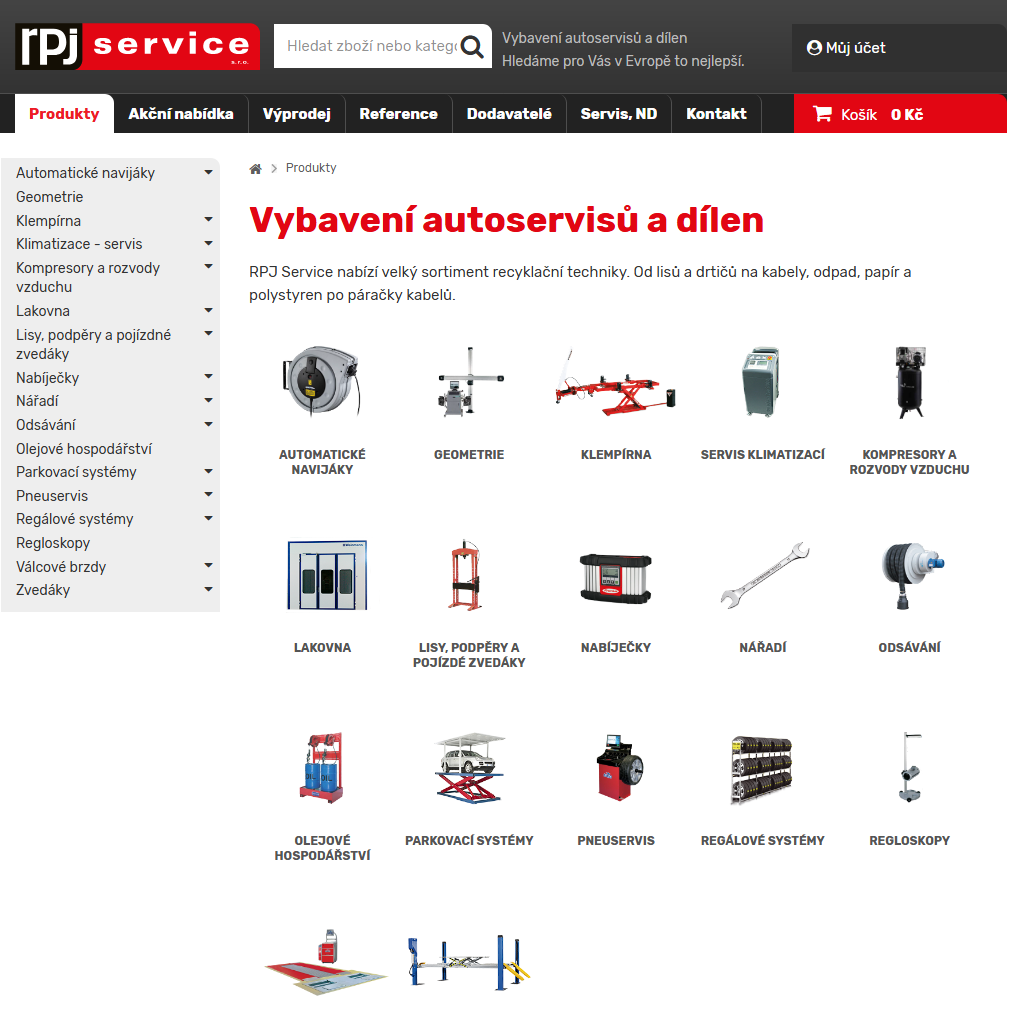 rpj service
s.r.o.
Hledat zboží nebo katego
Vybavení autoservisů a dílen
Hledáme pro Vás v Evropě to nejlepší.
Můj účet
Produkty
Akční nabídka
Výprodej
Reference
Dodavatelé
Servis, ND
Kontakt
Košík 0 Kč
Automatické navijáky
Geometrie
Klempírna
Klimatizace - servis
Kompresory a rozvody
vzduchu
Lakovna
Lisy, podpěry a pojízdné
zvedáky
Nabíječky
Nářadí
Odsávání
Olejové hospodářství
Parkovací systémy
Pneuservis
Regálové systémy
Regloskopy
Válcové brzdy
Zvedáky
Produkty
Vybavení autoservisů a dílen
RPJ Service nabízí velký sortiment recyklační techniky. Od lisů a drtičů na kabely, odpad, papír a
polystyren po páračky kabelů.
AUTOMATICKÉ
NAVIJÁKY
GEOMETRIE
KLEMPÍRNA
SERVIS KLIMATIZACÍ
KOMPRESORY A
ROZVODY VZDUCHU
LAKOVNA
LISY, PODPĚRY A
POJÍZDÉ ZVEDÁKY
NABÍJEČKY
NÁŘADÍ
ODSÁVÁNÍ
OIL OIL
OLEJOVÉ
HOSPODÁŘSTVÍ
PARKOVACÍ SYSTÉMY
PNEUSERVIS
REGÁLOVÉ SYSTÉMY
REGLOSKOPY